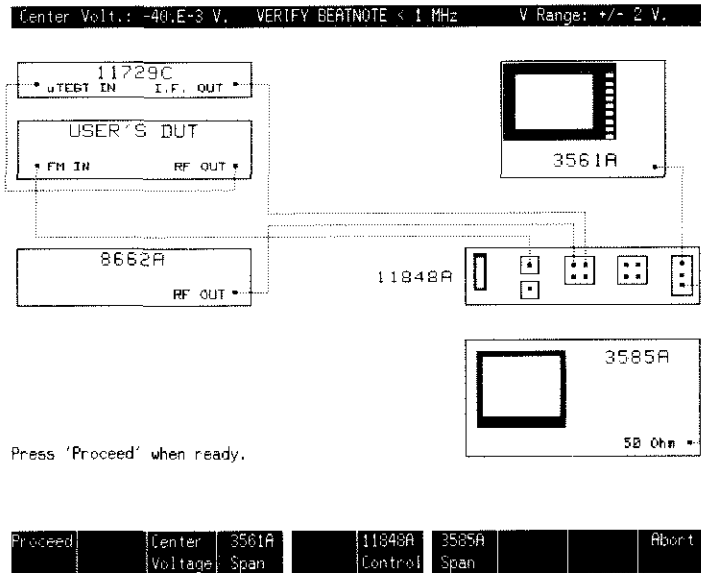 Center Volt.: -40.E-3 V. VERIFY BEATNOTE < 1 MHz V Range: +/- 2 V.
11729C
uTEST IN I.F. OUT
USER'S DUT
FM IN RF OUT
3561A
8662A
RF OUT
11848A
3585A
50 Ohm
Press 'Proceed' when ready.
Proceed Center Voltage 3561A Span 11848A Control 3585A Span Abort